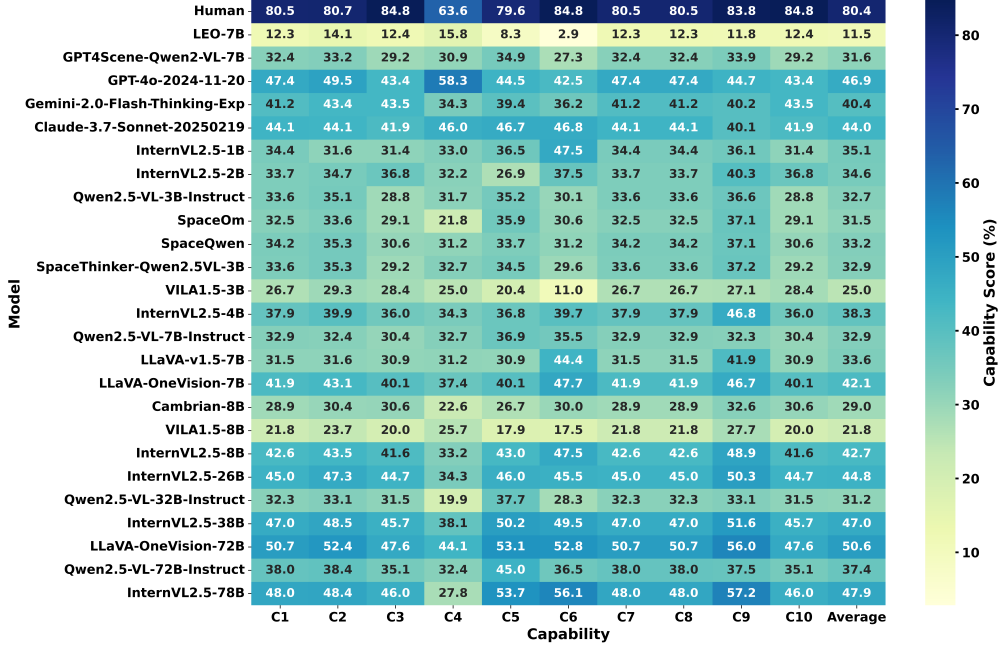 Human 80.5 80.7 84.8 63.6 79.6 84.8 80.5 80.5 83.8 84.8 80.4
LEO-7B 12.3 14.1 12.4 15.8 8.3 2.9 12.3 12.3 11.8 12.4 11.5
GPT4Scene-Qwen2-VL-7B 32.4 33.2 29.2 30.9 34.9 27.3 32.4 32.4 33.9 29.2 31.6
GPT-4o-2024-11-20 47.4 49.5 43.4 58.3 44.5 42.5 47.4 47.4 44.7 43.4 46.9
Gemini-2.0-Flash-Thinking-Exp 41.2 43.4 43.5 34.3 39.4 36.2 41.2 41.2 40.2 43.5 40.4
Claude-3.7-Sonnet-20250219 44.1 44.1 41.9 46.0 46.7 46.8 44.1 44.1 40.1 41.9 44.0
InternVL2.5-1B 34.4 31.6 31.4 33.0 36.5 47.5 34.4 34.4 36.1 31.4 35.1
InternVL2.5-2B 33.7 34.7 36.8 32.2 26.9 37.5 33.7 33.7 40.3 36.8 34.6
Qwen2.5-VL-3B-Instruct 33.6 35.1 28.8 31.7 35.2 30.1 33.6 33.6 36.6 28.8 32.7
SpaceOm 32.5 33.6 29.1 21.8 35.9 30.6 32.5 32.5 37.1 29.1 31.5
SpaceQwen 34.2 35.3 30.6 31.2 33.7 31.2 34.2 34.2 37.1 30.6 33.2
SpaceThinker-Qwen2.5VL-3B 33.6 35.3 29.2 32.7 34.5 29.6 33.6 33.6 37.2 29.2 32.9
VILA1.5-3B 26.7 29.3 28.4 25.0 20.4 11.0 26.7 26.7 27.1 28.4 25.0
InternVL2.5-4B 37.9 39.9 36.0 34.3 36.8 39.7 37.9 37.9 46.8 36.0 38.3
Qwen2.5-VL-7B-Instruct 32.9 32.4 30.4 32.7 36.9 35.5 32.9 32.9 32.3 30.4 32.9
LLaVA-v1.5-7B 31.5 31.6 30.9 31.2 30.9 44.4 31.5 31.5 41.9 30.9 33.6
LLaVA-OneVision-7B 41.9 43.1 40.1 37.4 40.1 47.7 41.9 41.9 46.7 40.1 42.1
Cambrian-8B 28.9 30.4 30.6 22.6 26.7 30.0 28.9 28.9 32.6 30.6 29.0
VILA1.5-8B 21.8 23.7 20.0 25.7 17.9 17.5 21.8 21.8 27.7 20.0 21.8
InternVL2.5-8B 42.6 43.5 41.6 33.2 43.0 47.5 42.6 42.6 48.9 41.6 42.7
InternVL2.5-26B 45.0 47.3 44.7 34.3 46.0 45.5 45.0 45.0 50.3 44.7 44.8
Qwen2.5-VL-32B-Instruct 32.3 33.1 31.5 19.9 37.7 28.3 32.3 32.3 33.1 31.5 31.2
InternVL2.5-38B 47.0 48.5 45.7 38.1 50.2 49.5 47.0 47.0 51.6 45.7 47.0
LLaVA-OneVision-72B 50.7 52.4 47.6 44.1 53.1 52.8 50.7 50.7 56.0 47.6 50.6
Qwen2.5-VL-72B-Instruct 38.0 38.4 35.1 32.4 45.0 36.5 38.0 38.0 37.5 35.1 37.4
InternVL2.5-78B 48.0 48.4 46.0 27.8 53.7 56.1 48.0 48.0 57.2 46.0 47.9
C1 C2 C3 C4 C5 C6 C7 C8 C9 C10 Average
Capability
Model
80
70
60
50
40
30
20
10
Capability Score (%)